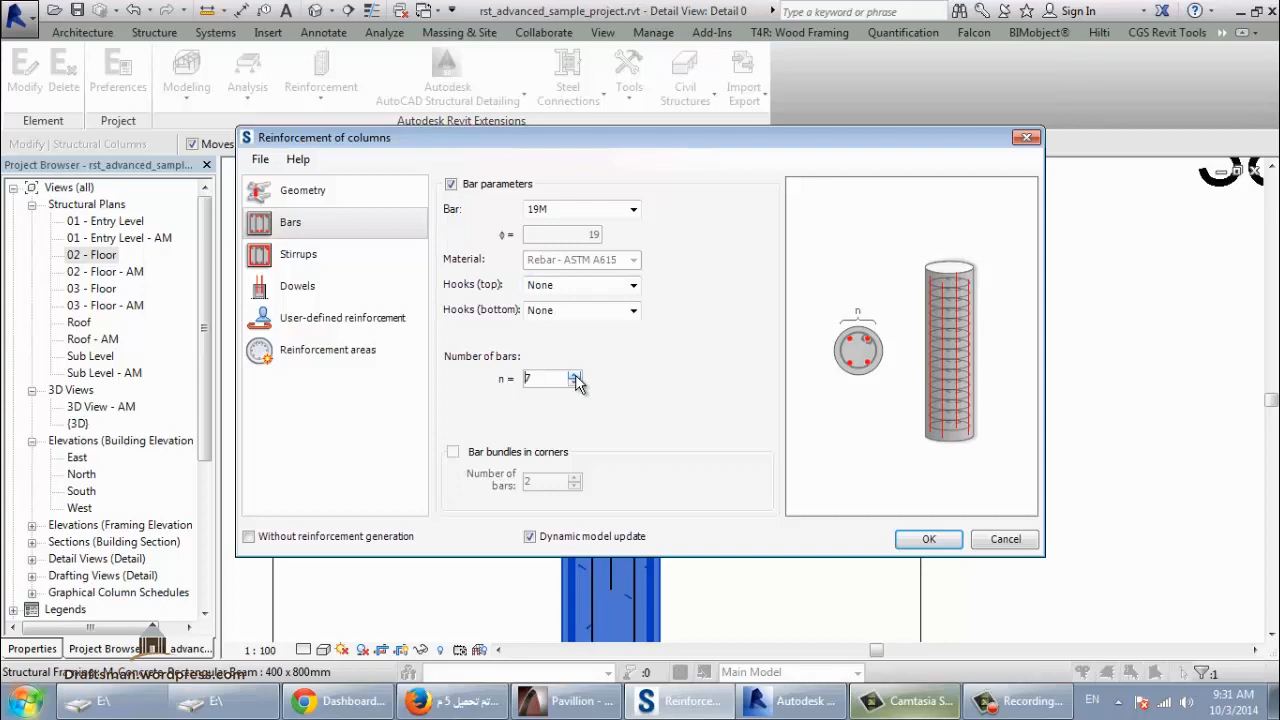 rst_advanced_sample_project.rvt - Detail View: Detail 0
Type a keyword or phrase
Sign In
Architecture Structure Systems Insert Annotate Analyze Massing & Site Collaborate View Manage Add-Ins T4R: Wood Framing Quantification Falcon BIMobject® Hilti CGS Revit Tools
Modify Delete Preferences Modeling Analysis Reinforcement Autodesk AutoCAD Structural Detailing Steel Connections Tools Civil Structures Import Export
Element Project Autodesk Revit Extensions
Modify | Structural Columns Moves
Project Browser - rst_advanced_sampl...
Views (all)
Structural Plans
01 - Entry Level
01 - Entry Level - AM
02 - Floor
02 - Floor - AM
03 - Floor
03 - Floor - AM
Roof
Roof - AM
Sub Level
Sub Level - AM
3D Views
3D View - AM
{3D}
Elevations (Building Elevation
East
North
South
West
Elevations (Framing Elevation
Sections (Building Section)
Detail Views (Detail)
Drafting Views (Detail)
Graphical Column Schedules
Legends
Properties Project Browse advanc...
Reinforcement of columns
File Help
Geometry
Bars
Stirrups
Dowels
User-defined reinforcement
Reinforcement areas
Bar parameters
Bar: 19M
ϕ = 19
Material: Rebar - ASTM A615
Hooks (top): None
Hooks (bottom): None
Number of bars:
n = 7
Bar bundles in corners
Number of bars: 2
n
Without reinforcement generation
Dynamic model update
OK Cancel
1 : 100
:0 Main Model :1
Draftsman.wordpress.com
E:\ E:\ Dashboard... تم تحميل 5 م... Pavillion - ... Reinforce... Autodesk ... Camtasia S... Recording...
EN 9:31 AM
10/3/2014